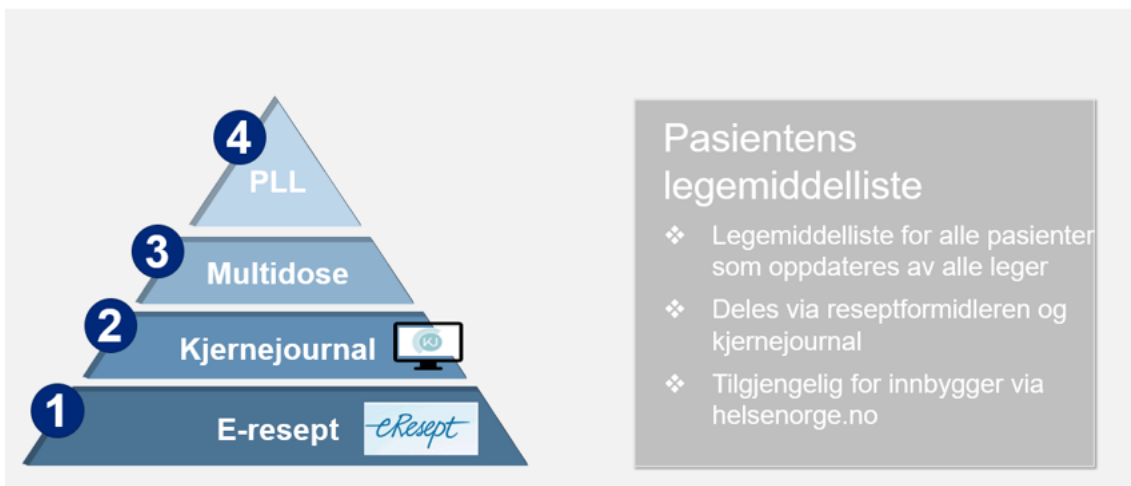 4
PLL
3
Multidose
2
Kjernejournal
KJ
1
E-resept
eResept
Pasientens
legemiddelliste
❖ Legemiddelliste for alle pasienter
som oppdateres av alle leger
❖ Deles via reseptformidleren og
kjernejournal
❖ Tilgjengelig for innbygger via
helsenorge.no